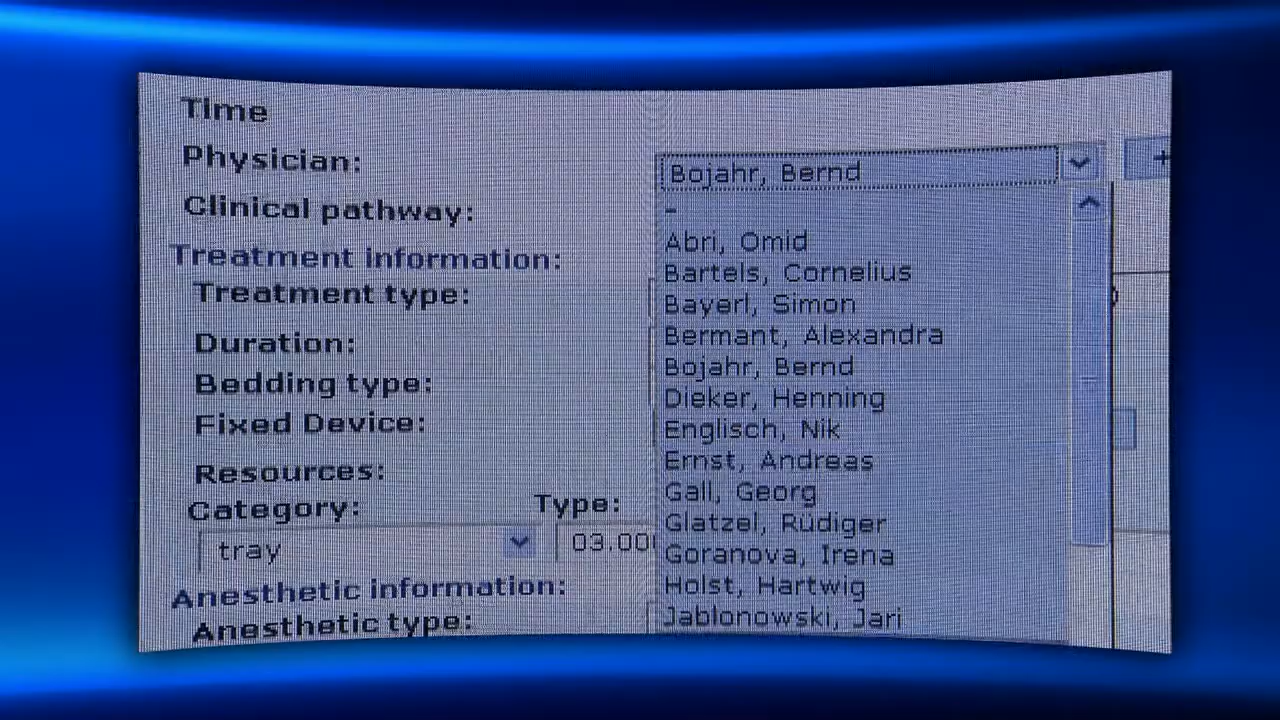 Time
Physician:
Bojahr, Bernd
+
Clinical pathway:
-
Abri, Omid
Treatment information:
Bartels, Cornelius
Treatment type:
Bayerl, Simon
Bermant, Alexandra
Duration:
Bojahr, Bernd
Bedding type:
Dieker, Henning
Fixed Device:
Englisch, Nik
Ernst, Andreas
Resources:
Gall, Georg
Category:
Type:
Glatzel, Rüdiger
tray
03.00
Goranova, Irena
Anesthetic information:
Holst, Hartwig
Anesthetic type:
Jablonowski, Jari